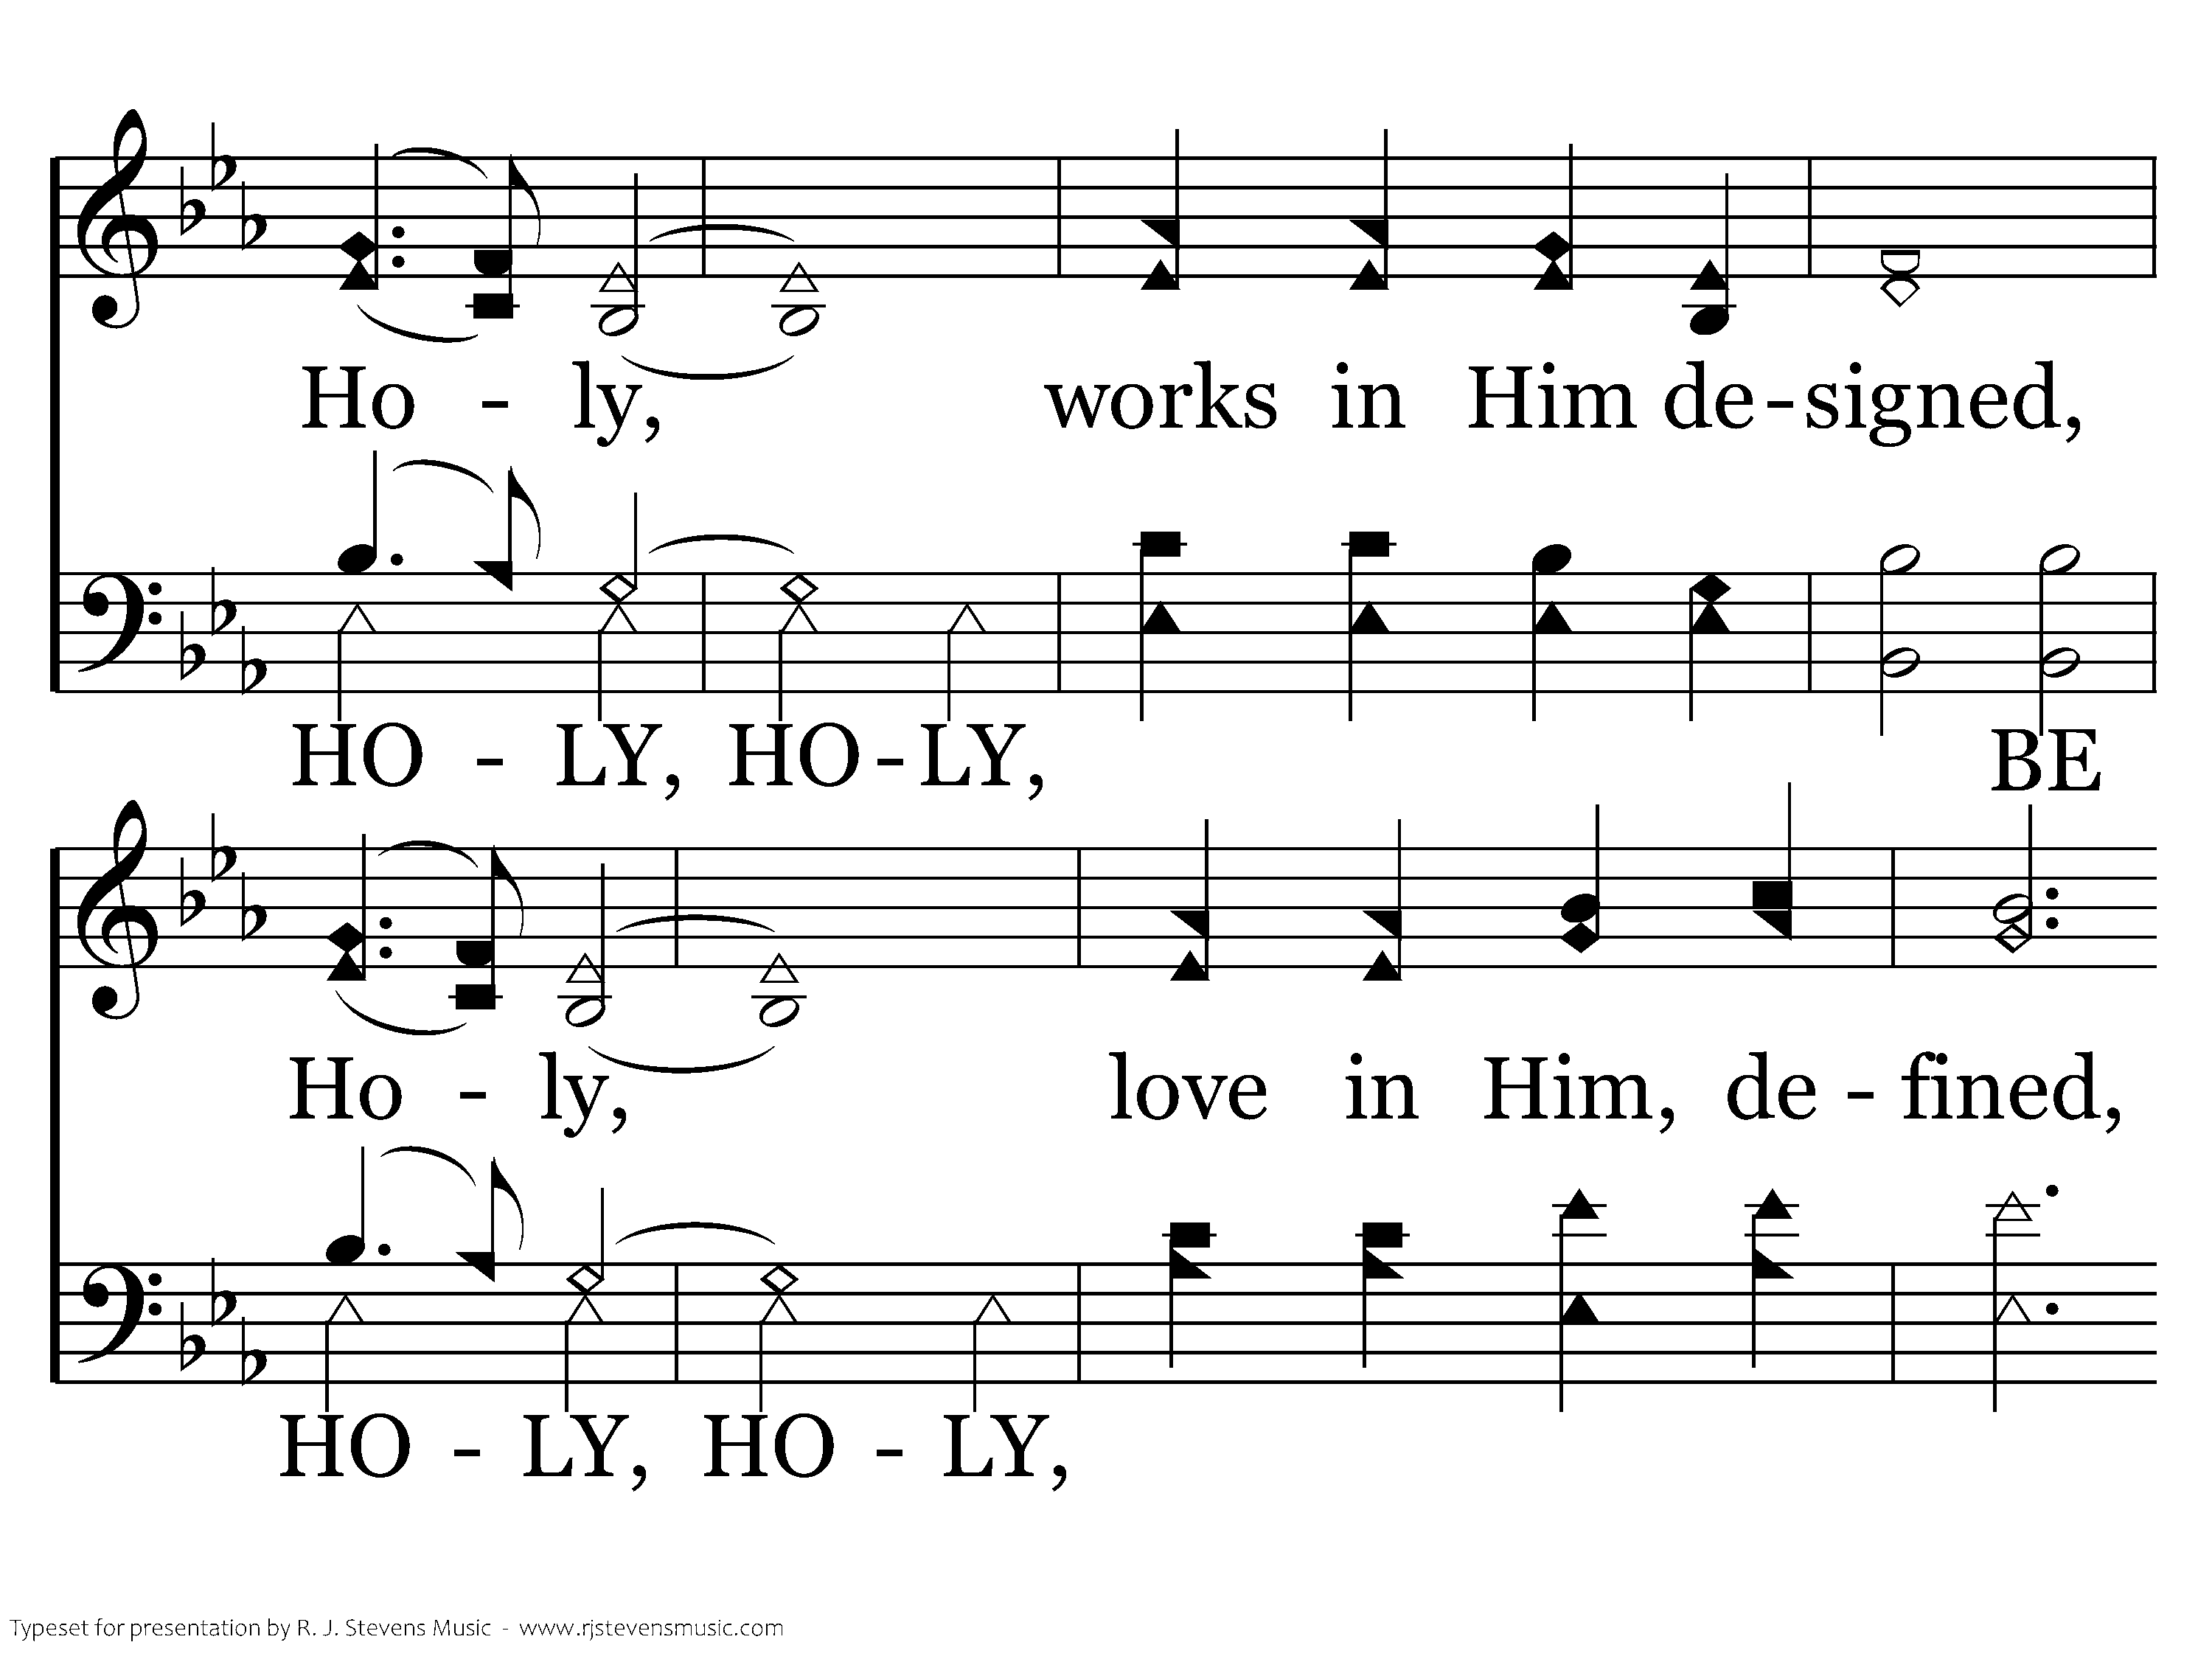 Ho - ly, works in Him de-signed,
HO - LY, HO-LY, BE
Ho - ly, love in Him, de - fined,
HO - LY, HO - LY,
Typeset for presentation by R. J. Stevens Music - www.rjstevensmusic.com